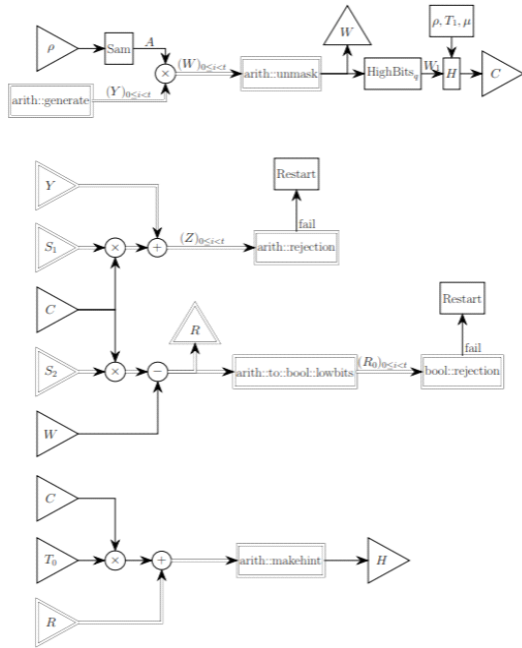 W
ρ, T₁, μ
ρ
Sam
A
×
(W)0≤i<t
arith::unmask
HighBits_q
W₁
H
C
arith::generate
(Y)0≤i<t
Y
Restart
fail
S₁
×
+
(Z)0≤i<t
arith::rejection
C
R
Restart
fail
S₂
×
−
arith::to::bool::lowbits
(R₀)0≤i<t
bool::rejection
W
C
T₀
×
+
arith::makehint
H
R